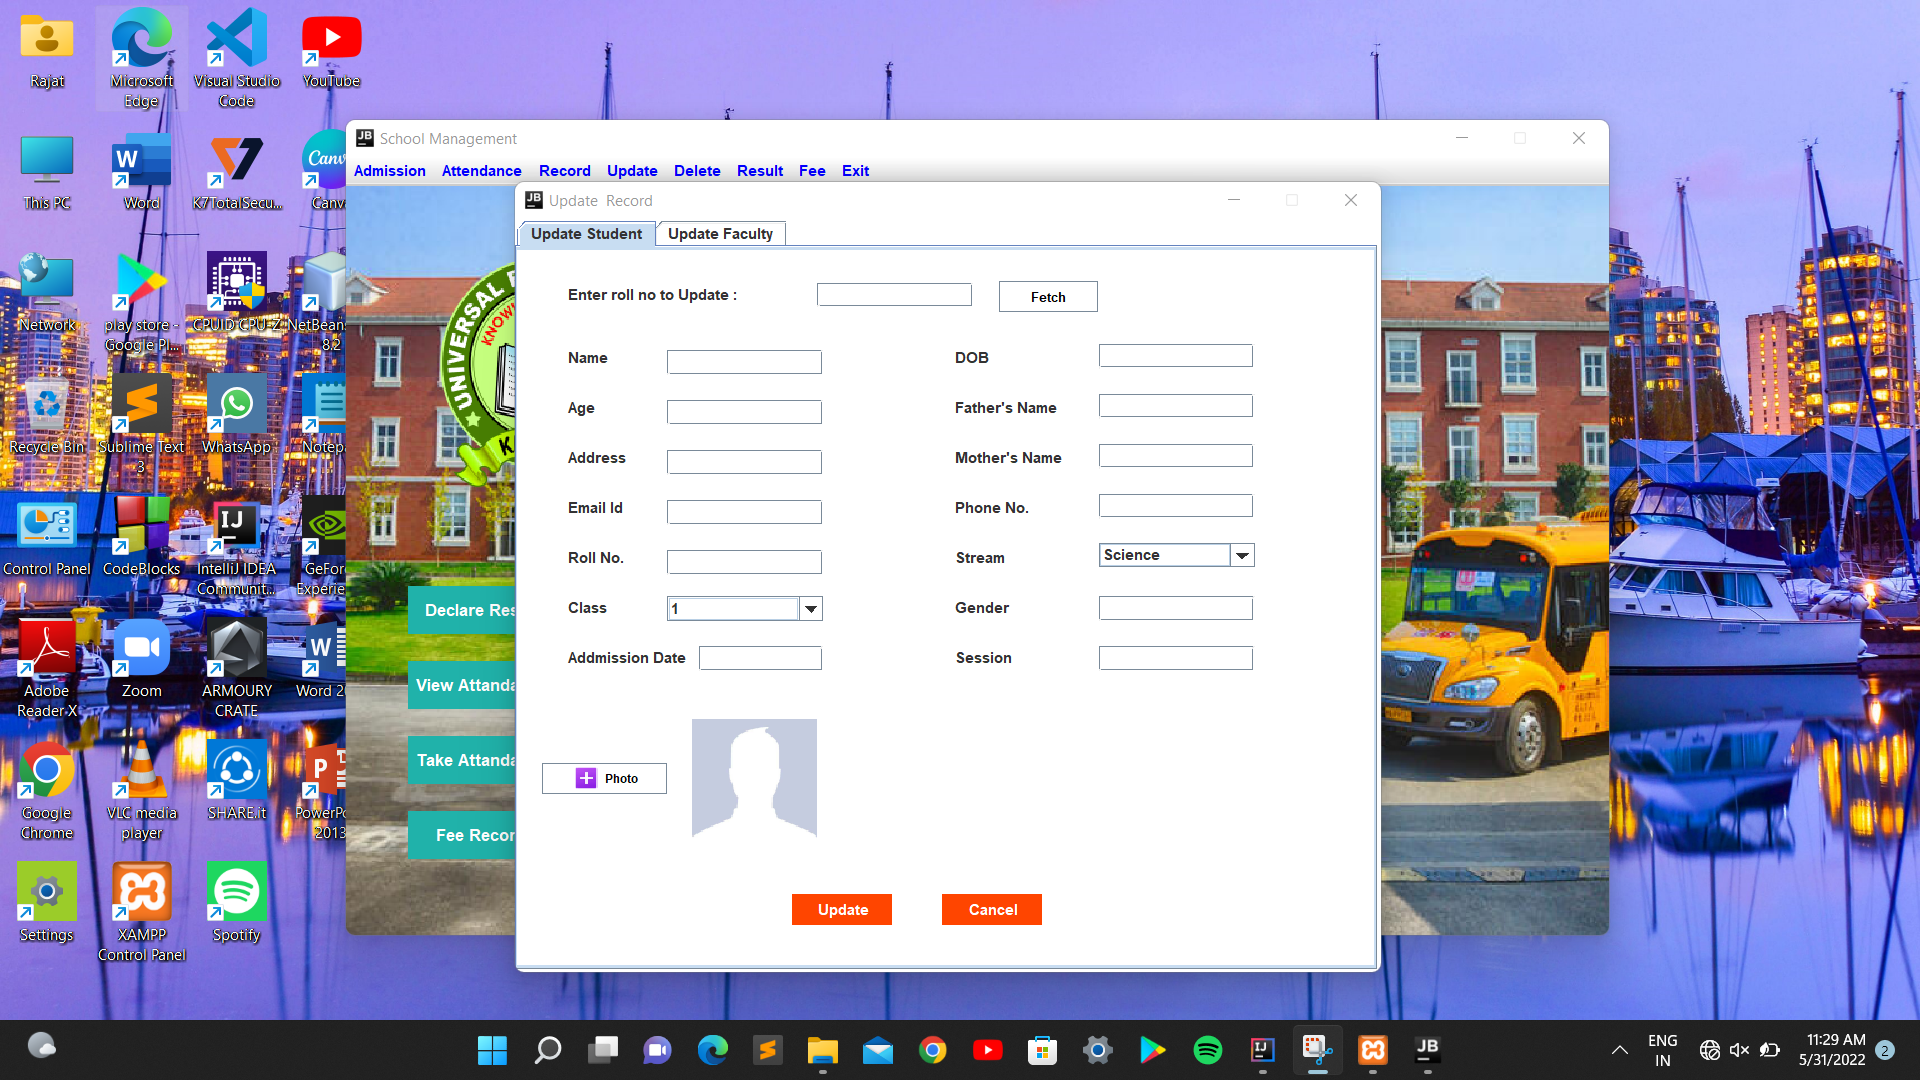 Rajat
Microsoft
Edge
Visual Studio
Code
YouTube
This PC
Word
K7TotalSecu...
Canv
Network
play store -
Google Pl...
CPUID CPU-Z
NetBeans
8.2
Recycle Bin
Sublime Text
3
WhatsApp
Notep
Control Panel
CodeBlocks
IntelliJ IDEA
Communit...
GeFor
Experie
Adobe
Reader X
Zoom
ARMOURY
CRATE
Word 2
Google
Chrome
VLC media
player
SHARE.it
PowerPo
2013
Settings
XAMPP
Control Panel
Spotify
School Management
Admission Attendance Record Update Delete Result Fee Exit
UNIVERSAL
KNOW
Declare Res
View Attanda
Take Attanda
Fee Recor
Update Record
Update Student Update Faculty
Enter roll no to Update :
Fetch
Name
DOB
Age
Father's Name
Address
Mother's Name
Email Id
Phone No.
Roll No.
Stream
Science
Class
1
Gender
Addmission Date
Session
Photo
Update
Cancel
ENG
IN
11:29 AM
5/31/2022
2